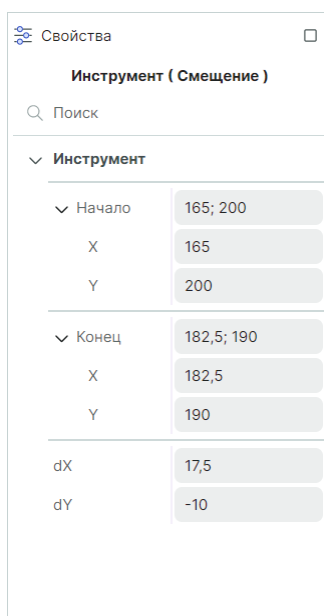 Свойства
Инструмент ( Смещение )
Поиск
Инструмент
Начало 165; 200
X 165
Y 200
Конец 182,5; 190
X 182,5
Y 190
dX 17,5
dY -10